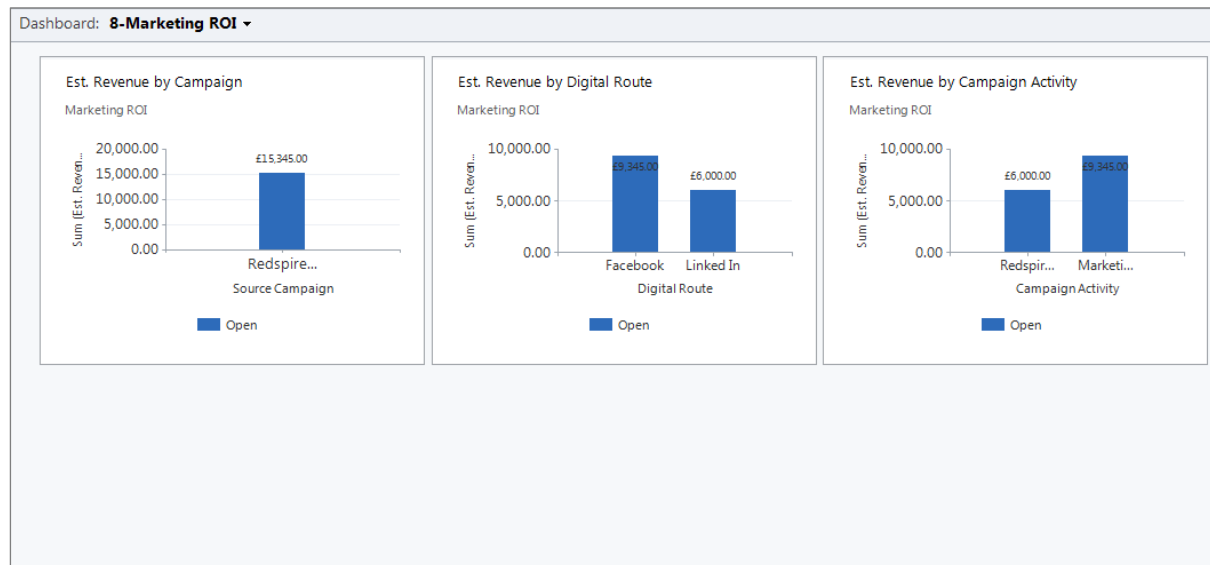 Dashboard: 8-Marketing ROI
Est. Revenue by Campaign
Marketing ROI
Sum (Est. Reven...
20,000.00
15,000.00
10,000.00
5,000.00
0.00
£15,345.00
Redspire...
Source Campaign
Open
Est. Revenue by Digital Route
Marketing ROI
Sum (Est. Reven...
10,000.00
5,000.00
0.00
£9,345.00
£6,000.00
Facebook Linked In
Digital Route
Open
Est. Revenue by Campaign Activity
Marketing ROI
Sum (Est. Reven...
10,000.00
5,000.00
0.00
£6,000.00
£9,345.00
Redspir... Marketi...
Campaign Activity
Open